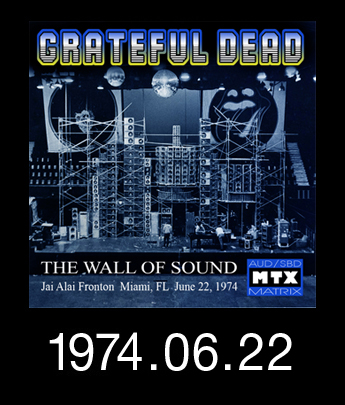 GRATEFUL DEAD
THE WALL OF SOUND
Jai Alai Fronton Miami, FL June 22, 1974
AUD/SBD
MTX
MATRIX
1974.06.22